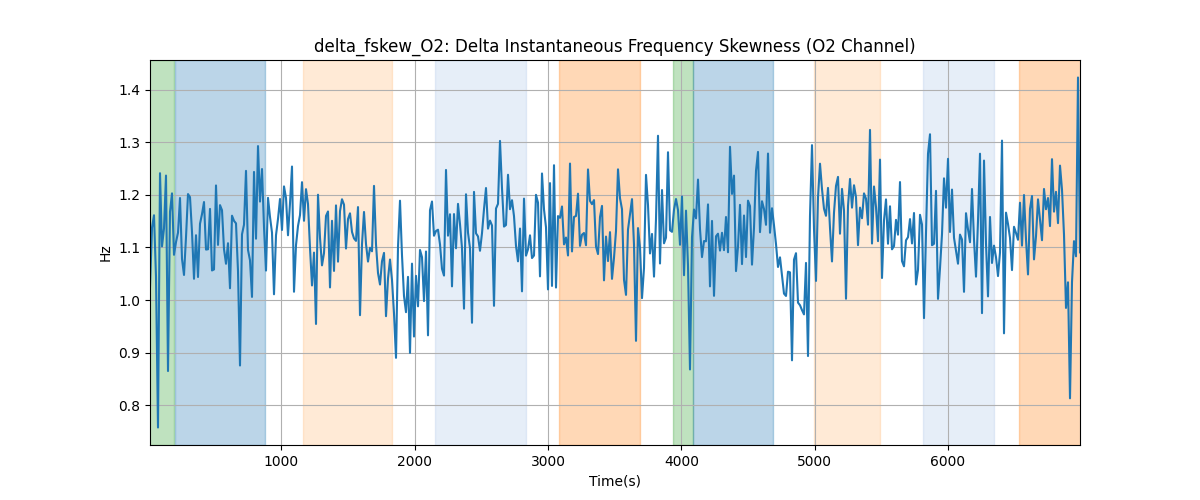 delta_fskew_O2: Delta Instantaneous Frequency Skewness (O2 Channel)
1.4
1.3
1.2
1.1
1.0
0.9
0.8
Hz
1000 2000 3000 4000 5000 6000
Time(s)